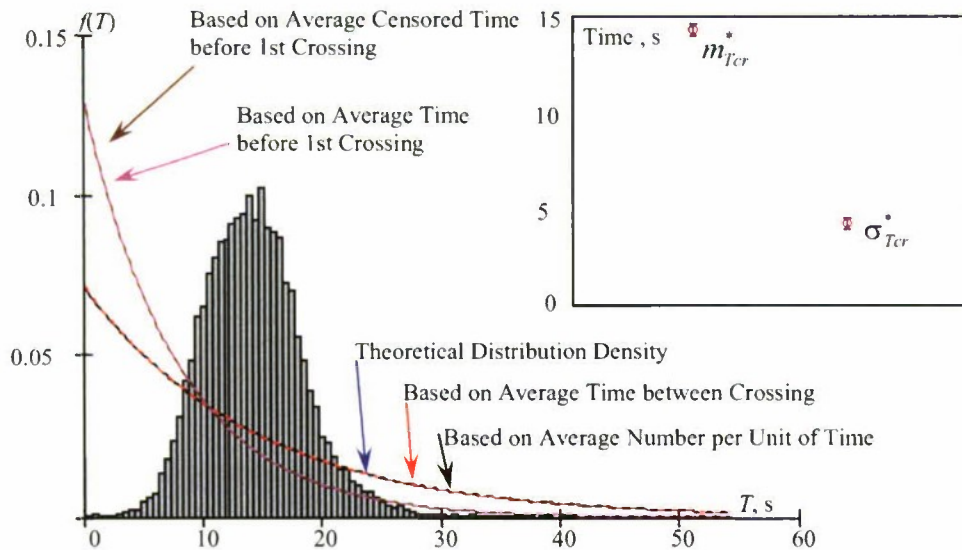 f(T)
Based on Average Censored Time
before 1st Crossing
Based on Average Time
before 1st Crossing
0.15
0.1
0.05
Theoretical Distribution Density
Based on Average Time between Crossing
Based on Average Number per Unit of Time
T, s
0
10
20
30
40
50
60
Time , s
15
10
5
0
m*Tcr
σ*Tcr